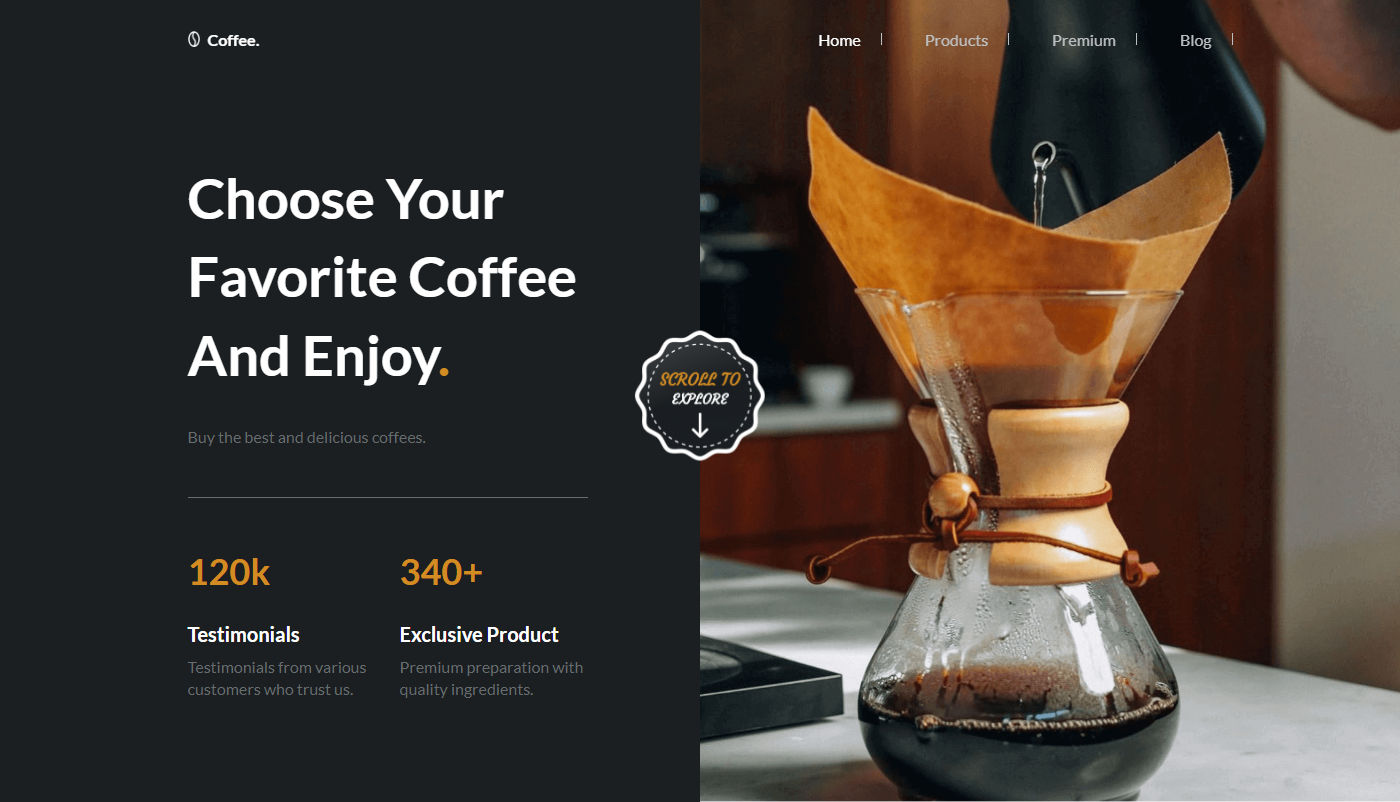 Coffee.
Home
Products
Premium
Blog
Choose Your
Favorite Coffee
And Enjoy.
SCROLL TO
EXPLORE
Buy the best and delicious coffees.
120k
Testimonials
Testimonials from various
customers who trust us.
340+
Exclusive Product
Premium preparation with
quality ingredients.